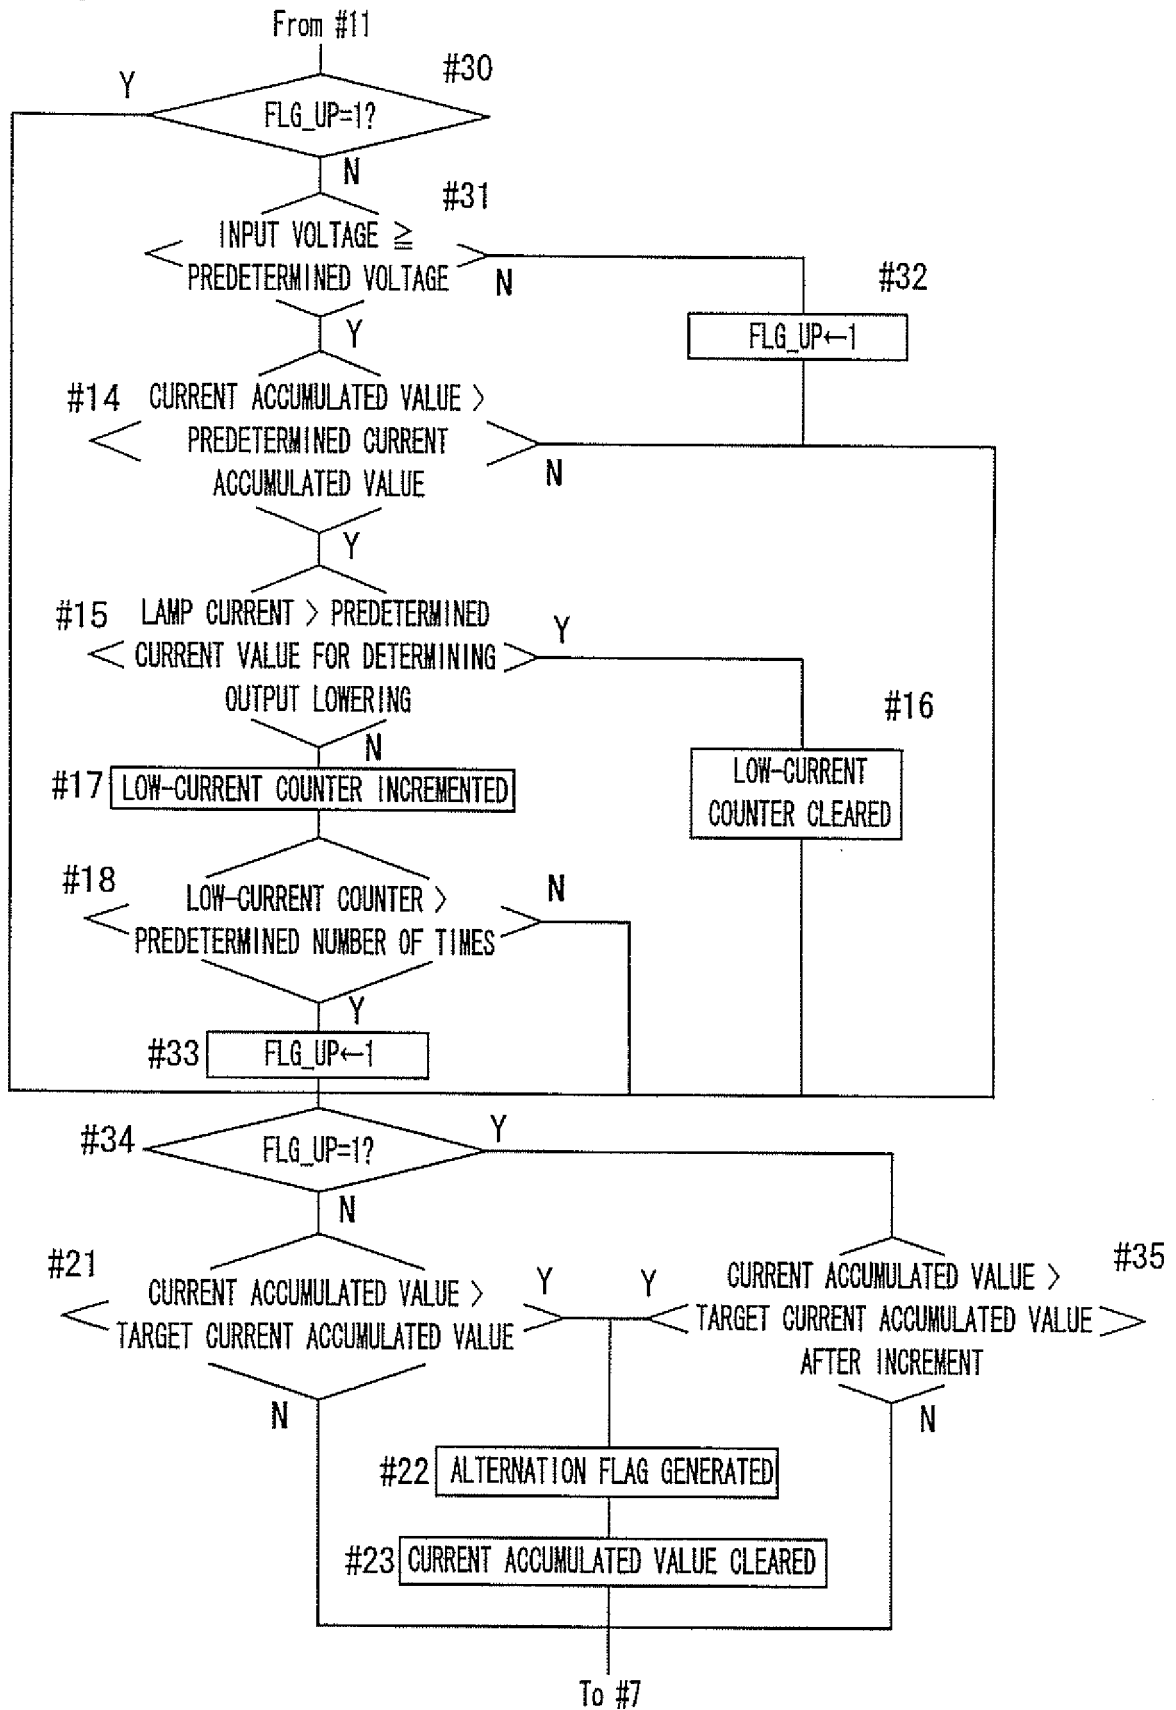 From #11
Y
#30
FLG_UP=1?
N
#31
INPUT VOLTAGE ≧
PREDETERMINED VOLTAGE
N
#32
Y
FLG_UP←1
#14
CURRENT ACCUMULATED VALUE >
PREDETERMINED CURRENT
ACCUMULATED VALUE
N
Y
#15
LAMP CURRENT > PREDETERMINED
CURRENT VALUE FOR DETERMINING
OUTPUT LOWERING
Y
#16
N
LOW-CURRENT
COUNTER CLEARED
#17
LOW-CURRENT COUNTER INCREMENTED
#18
LOW-CURRENT COUNTER >
PREDETERMINED NUMBER OF TIMES
N
Y
#33
FLG_UP←1
#34
FLG_UP=1?
Y
N
#21
CURRENT ACCUMULATED VALUE >
TARGET CURRENT ACCUMULATED VALUE
Y
Y
CURRENT ACCUMULATED VALUE >
TARGET CURRENT ACCUMULATED VALUE
AFTER INCREMENT
#35
N
N
#22
ALTERNATION FLAG GENERATED
#23
CURRENT ACCUMULATED VALUE CLEARED
To #7